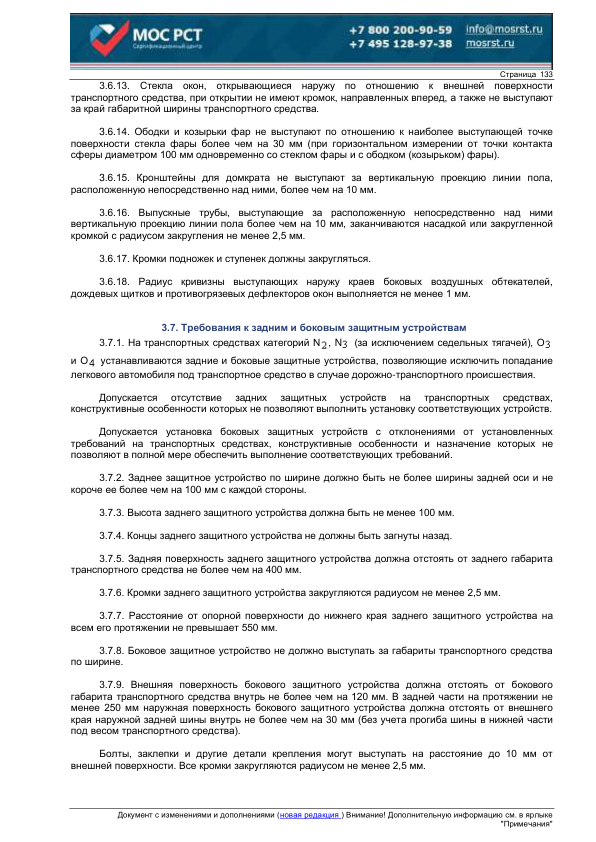 МОС РСТ
Сертификационный центр
+7 800 200-90-59 info@mosrst.ru
+7 495 128-97-38 mosrst.ru
Страница 133
3.6.13. Стекла окон, открывающиеся наружу по отношению к внешней поверхности
транспортного средства, при открытии не имеют кромок, направленных вперед, а также не выступают
за край габаритной ширины транспортного средства.
3.6.14. Ободки и козырьки фар не выступают по отношению к наиболее выступающей точке
поверхности стекла фары более чем на 30 мм (при горизонтальном измерении от точки контакта
сферы диаметром 100 мм одновременно со стеклом фары и с ободком (козырьком) фары).
3.6.15. Кронштейны для домкрата не выступают за вертикальную проекцию линии пола,
расположенную непосредственно над ними, более чем на 10 мм.
3.6.16. Выпускные трубы, выступающие за расположенную непосредственно над ними
вертикальную проекцию линии пола более чем на 10 мм, заканчиваются насадкой или закругленной
кромкой с радиусом закругления не менее 2,5 мм.
3.6.17. Кромки подножек и ступенек должны закругляться.
3.6.18. Радиус кривизны выступающих наружу краев боковых воздушных обтекателей,
дождевых щитков и противогрязевых дефлекторов окон выполняется не менее 1 мм.
3.7. Требования к задним и боковым защитным устройствам
3.7.1. На транспортных средствах категорий N2, N3 (за исключением седельных тягачей), O3
и O4 устанавливаются задние и боковые защитные устройства, позволяющие исключить попадание
легкового автомобиля под транспортное средство в случае дорожно-транспортного происшествия.
Допускается отсутствие задних защитных устройств на транспортных средствах,
конструктивные особенности которых не позволяют выполнить установку соответствующих устройств.
Допускается установка боковых защитных устройств с отклонениями от установленных
требований на транспортных средствах, конструктивные особенности и назначение которых не
позволяют в полной мере обеспечить выполнение соответствующих требований.
3.7.2. Заднее защитное устройство по ширине должно быть не более ширины задней оси и не
короче ее более чем на 100 мм с каждой стороны.
3.7.3. Высота заднего защитного устройства должна быть не менее 100 мм.
3.7.4. Концы заднего защитного устройства не должны быть загнуты назад.
3.7.5. Задняя поверхность заднего защитного устройства должна отстоять от заднего габарита
транспортного средства не более чем на 400 мм.
3.7.6. Кромки заднего защитного устройства закругляются радиусом не менее 2,5 мм.
3.7.7. Расстояние от опорной поверхности до нижнего края заднего защитного устройства на
всем его протяжении не превышает 550 мм.
3.7.8. Боковое защитное устройство не должно выступать за габариты транспортного средства
по ширине.
3.7.9. Внешняя поверхность бокового защитного устройства должна отстоять от бокового
габарита транспортного средства внутрь не более чем на 120 мм. В задней части на протяжении не
менее 250 мм наружная поверхность бокового защитного устройства должна отстоять от внешнего
края наружной задней шины внутрь не более чем на 30 мм (без учета прогиба шины в нижней части
под весом транспортного средства).
Болты, заклепки и другие детали крепления могут выступать на расстояние до 10 мм от
внешней поверхности. Все кромки закругляются радиусом не менее 2,5 мм.
Документ с изменениями и дополнениями (новая редакция ) Внимание! Дополнительную информацию см. в ярлыке
"Примечания"